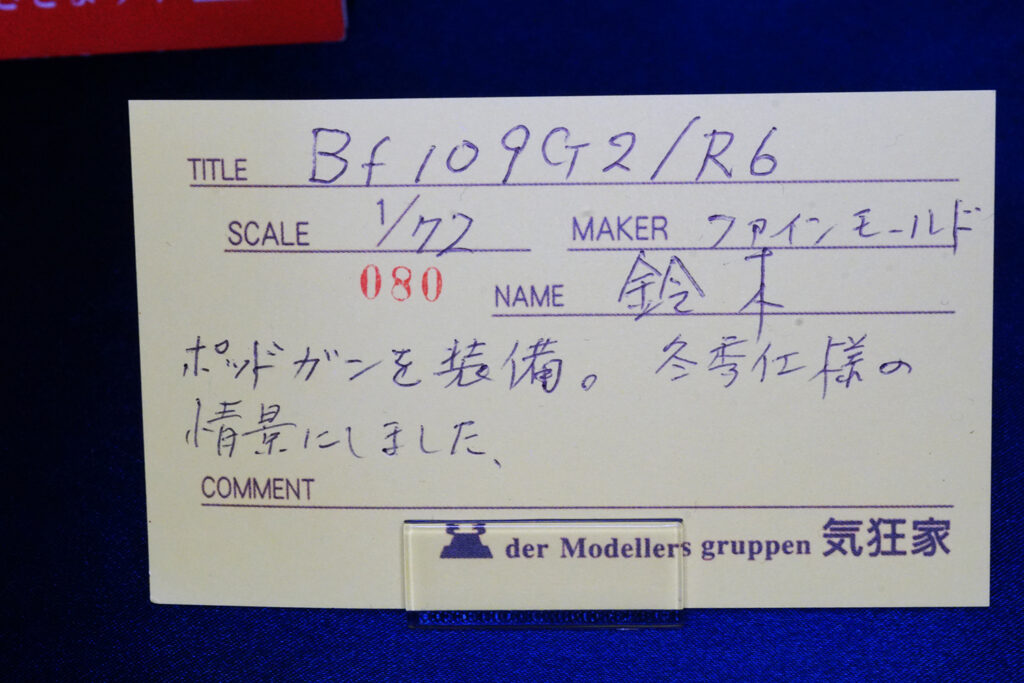 TITLE Bf109G2/R6
SCALE 1/72 MAKER ファインモールド
080 NAME 鈴木
ポッドガンを装備。冬季仕様の
情景にしました、
COMMENT
der Modellers gruppen 気狂家